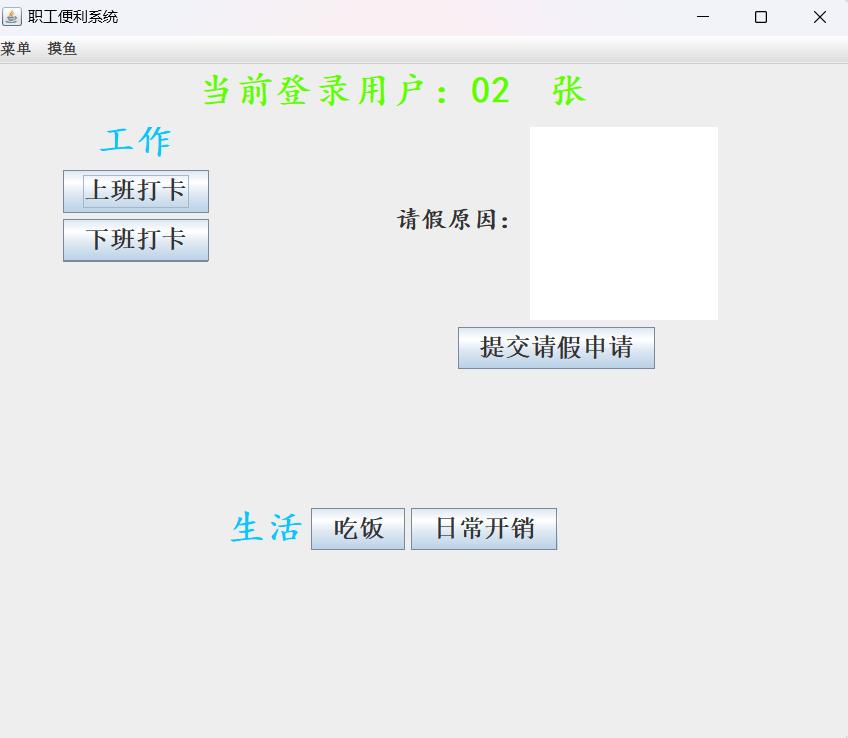 职工便利系统
菜单 摸鱼
当前登录用户：02 张
工作
上班打卡
下班打卡
请假原因：
提交请假申请
生活 吃饭 日常开销